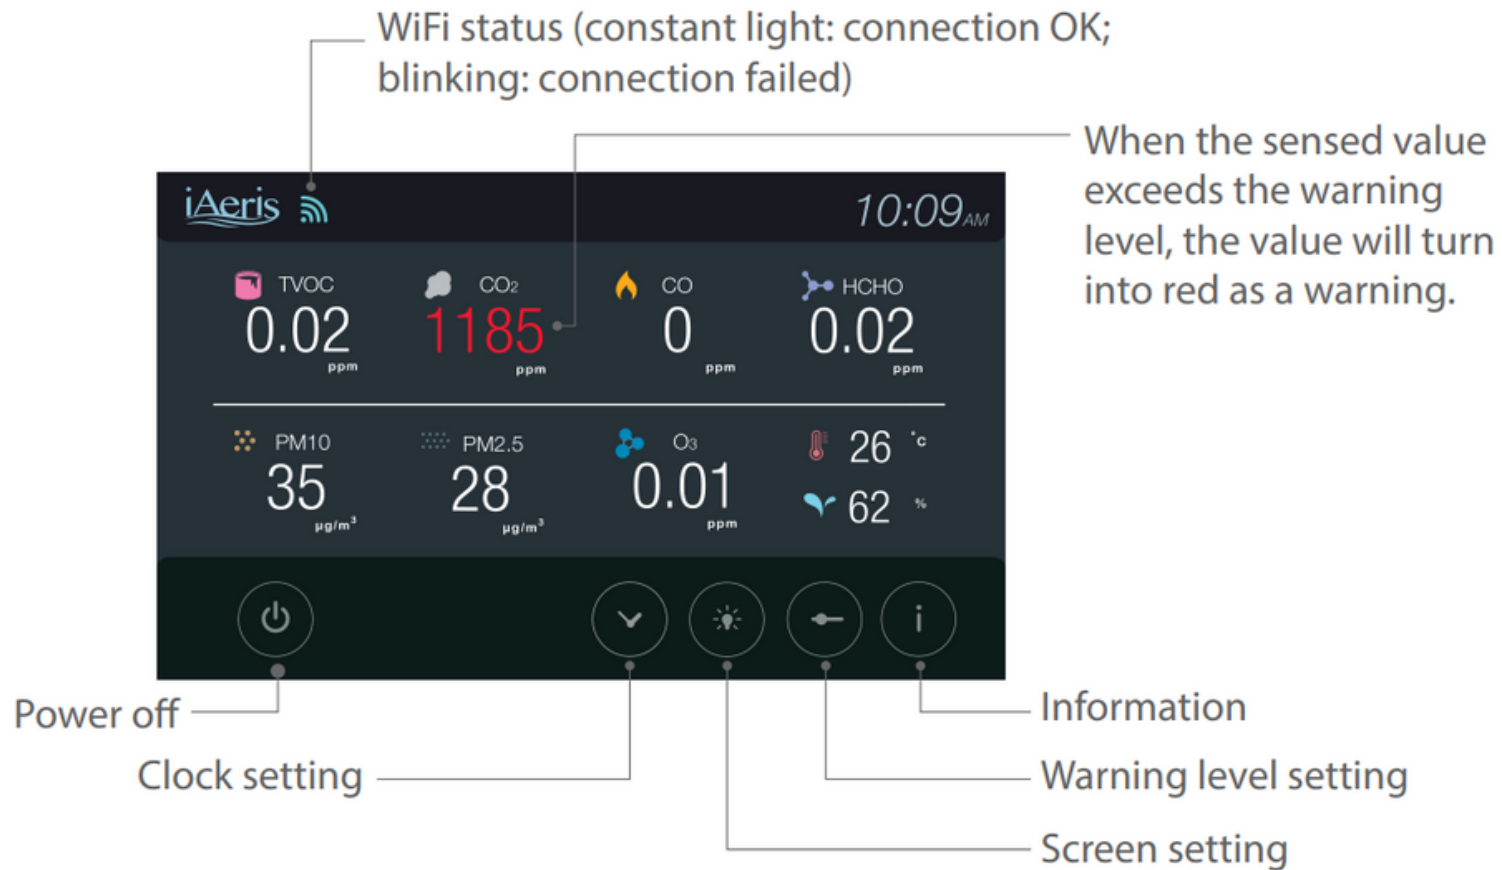 WiFi status (constant light: connection OK;
blinking: connection failed)
When the sensed value
exceeds the warning
level, the value will turn
into red as a warning.
iAeris
10:09 AM
TVOC
0.02
ppm
CO2
1185
ppm
CO
0
ppm
HCHO
0.02
ppm
PM10
35
µg/m³
PM2.5
28
µg/m³
O3
0.01
ppm
26 °c
62 %
i
Power off
Clock setting
Information
Warning level setting
Screen setting